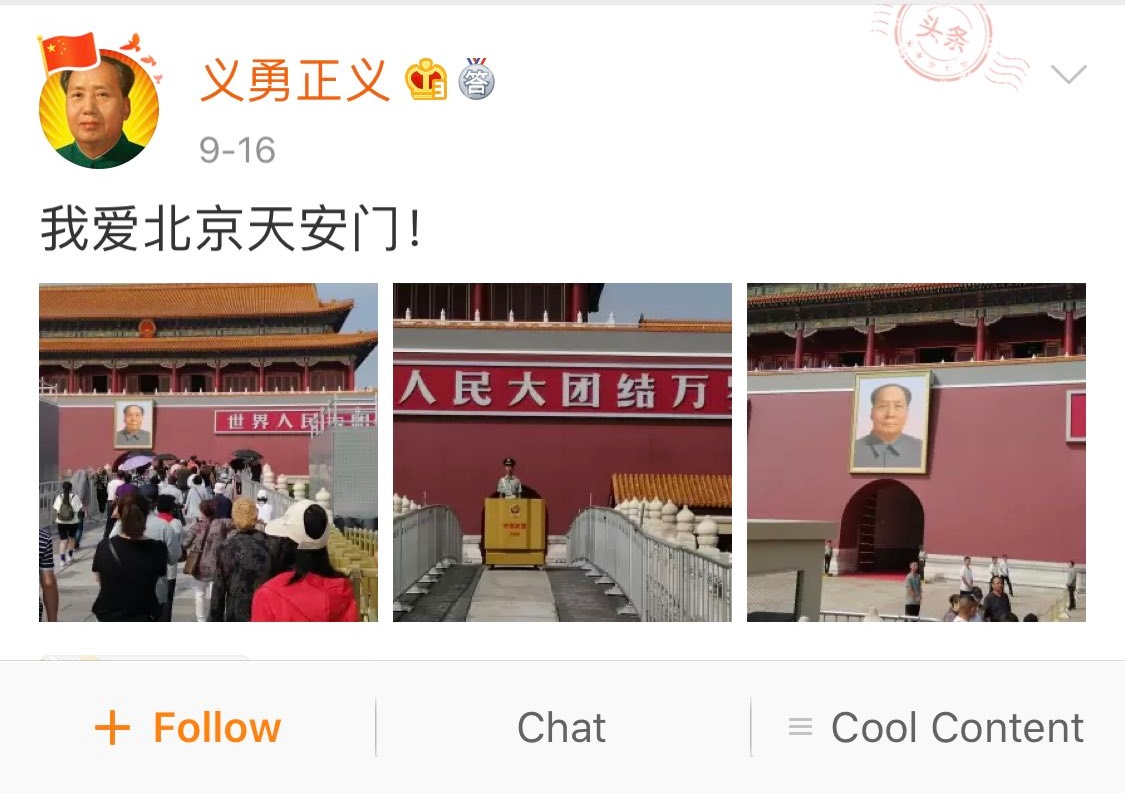 头条
义勇正义
答
9-16
我爱北京天安门!
世界人民
人民大团结万
Follow
Chat
Cool Content